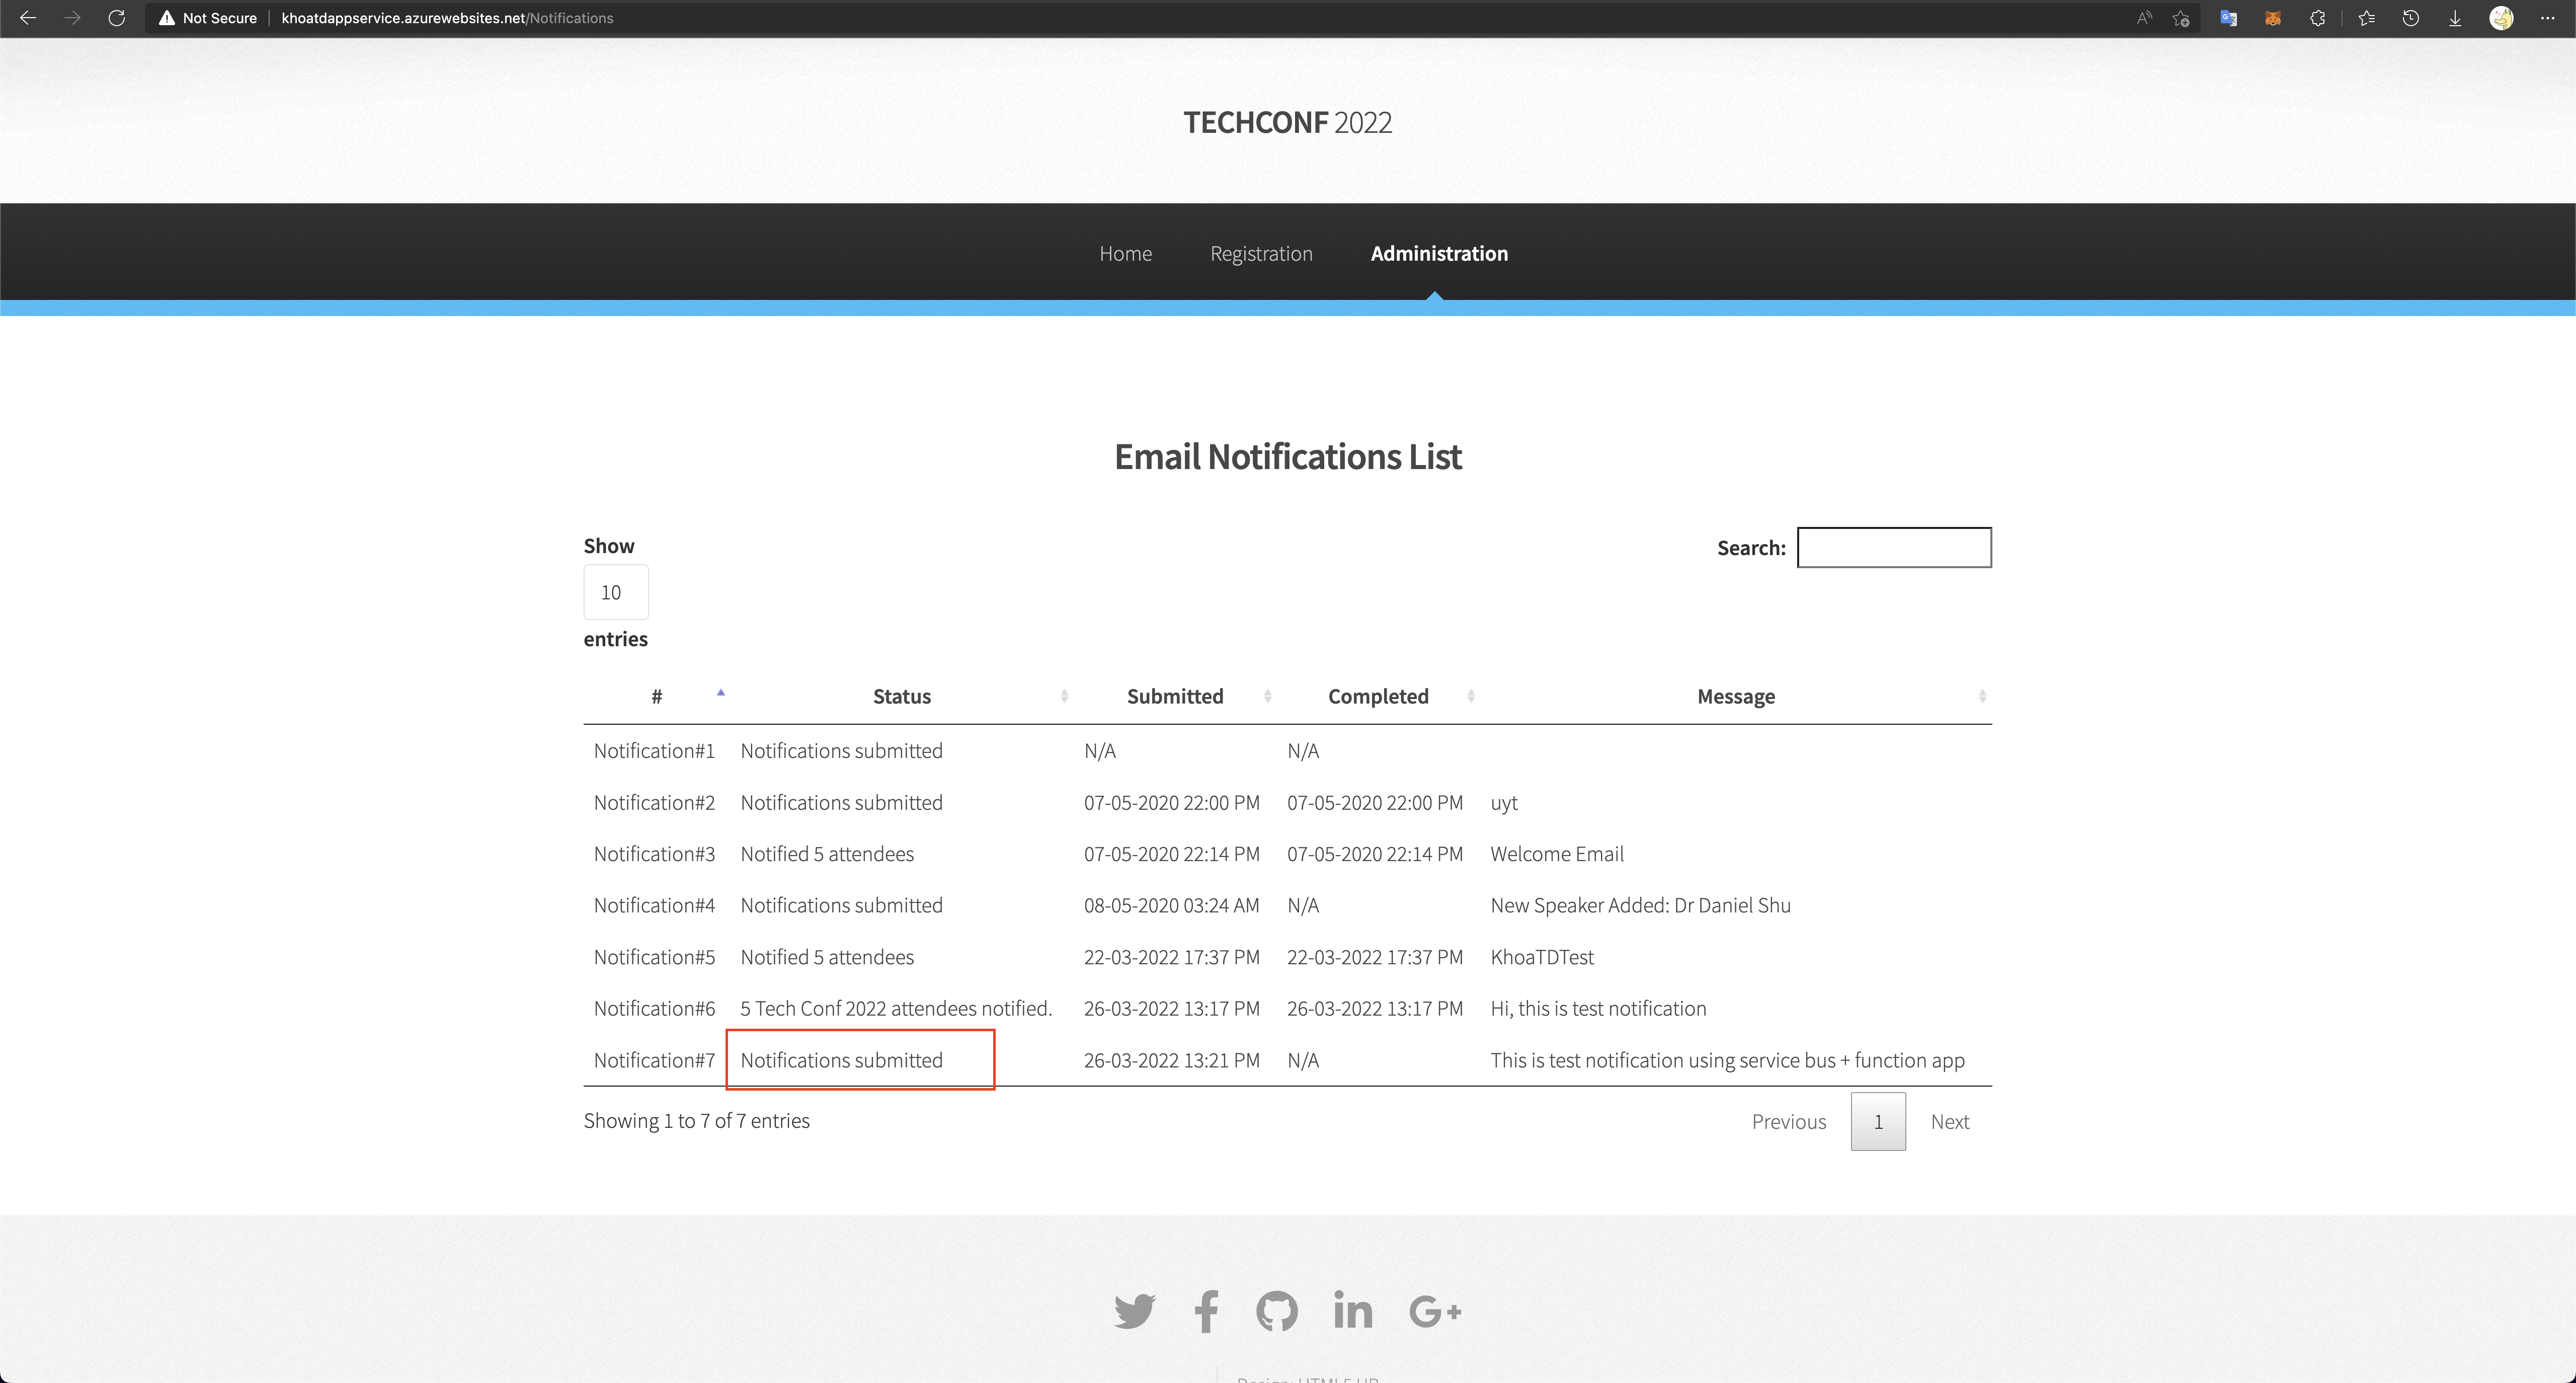 Not Secure khoatdappservice.azurewebsites.net/Notifications
TECHCONF 2022
Home Registration Administration
Email Notifications List
Show
10
entries
Search:
# Status Submitted Completed Message
Notification#1 Notifications submitted N/A N/A
Notification#2 Notifications submitted 07-05-2020 22:00 PM 07-05-2020 22:00 PM uyt
Notification#3 Notified 5 attendees 07-05-2020 22:14 PM 07-05-2020 22:14 PM Welcome Email
Notification#4 Notifications submitted 08-05-2020 03:24 AM N/A New Speaker Added: Dr Daniel Shu
Notification#5 Notified 5 attendees 22-03-2022 17:37 PM 22-03-2022 17:37 PM KhoaTDTest
Notification#6 5 Tech Conf 2022 attendees notified. 26-03-2022 13:17 PM 26-03-2022 13:17 PM Hi, this is test notification
Notification#7 Notifications submitted 26-03-2022 13:21 PM N/A This is test notification using service bus + function app
Showing 1 to 7 of 7 entries
Previous 1 Next